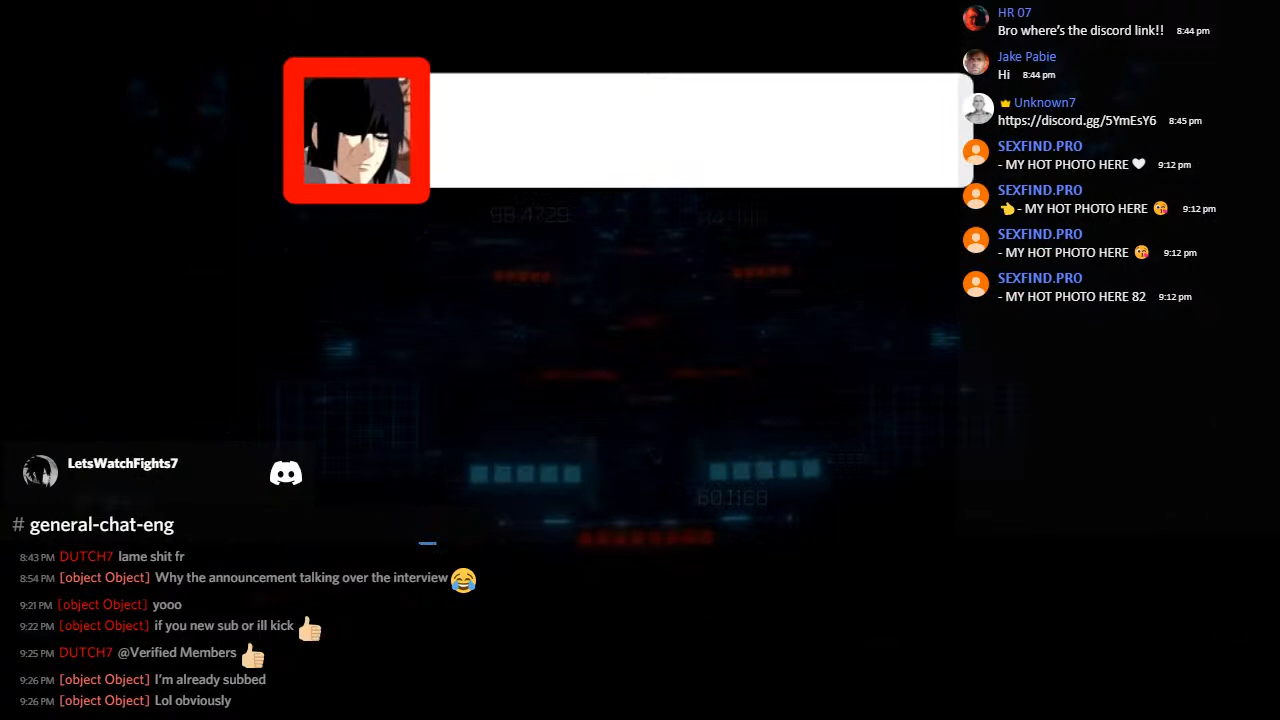 HR 07
Bro where's the discord link!! 8:44 pm
Jake Pabie
Hi 8:44 pm
Unknown7
https://discord.gg/5YmEsY6 8:45 pm
SEXFIND.PRO
- MY HOT PHOTO HERE 🤍 9:12 pm
SEXFIND.PRO
👈 - MY HOT PHOTO HERE 😘 9:12 pm
SEXFIND.PRO
- MY HOT PHOTO HERE 😘 9:12 pm
SEXFIND.PRO
- MY HOT PHOTO HERE 82 9:12 pm
98.4729
60.1168
LetsWatchFights7
# general-chat-eng
8:43 PM DUTCH7 lame shit fr
8:54 PM [object Object] Why the announcement talking over the interview 😂
9:21 PM [object Object] yooo
9:22 PM [object Object] if you new sub or ill kick 👍🏼
9:25 PM DUTCH7 @Verified Members 👍🏼
9:26 PM [object Object] I'm already subbed
9:26 PM [object Object] Lol obviously